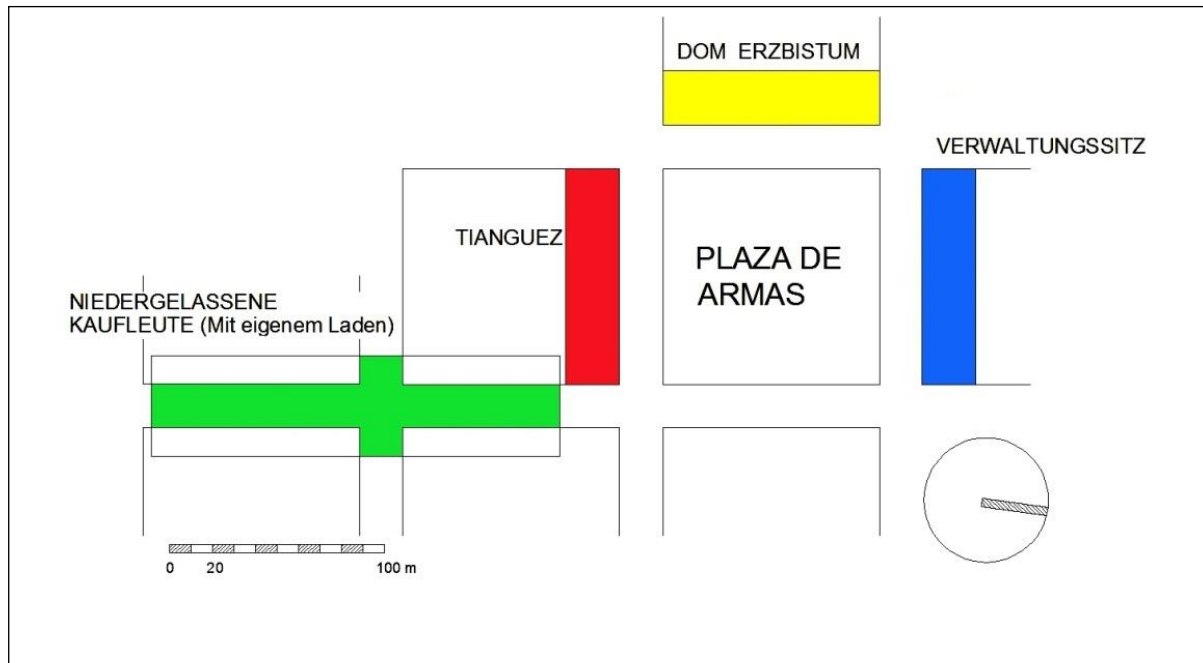 DOM ERZBISTUM
VERWALTUNGSSITZ
TIANGUEZ
PLAZA DE
ARMAS
NIEDERGELASSENE
KAUFLEUTE (Mit eigenem Laden)
0 20 100 m